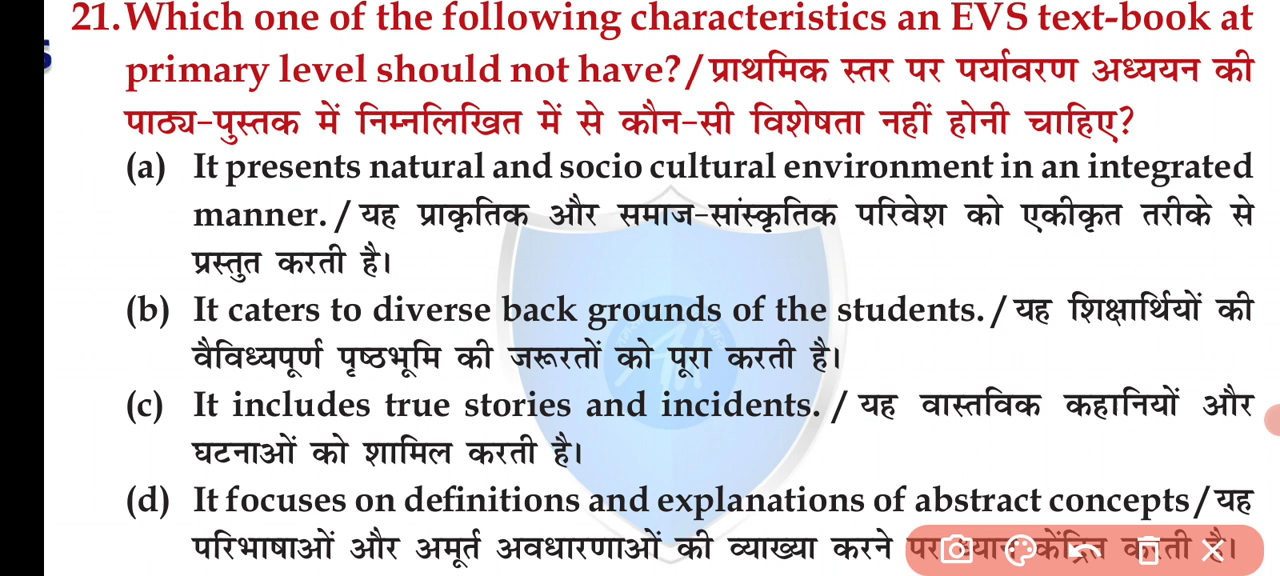 21. Which one of the following characteristics an EVS text-book at
primary level should not have? / प्राथमिक स्तर पर पर्यावरण अध्ययन की
पाठ्य-पुस्तक में निम्नलिखित में से कौन-सी विशेषता नहीं होनी चाहिए?
(a) It presents natural and socio cultural environment in an integrated
manner. / यह प्राकृतिक और समाज-सांस्कृतिक परिवेश को एकीकृत तरीके से
प्रस्तुत करती है।
(b) It caters to diverse back grounds of the students. / यह शिक्षार्थियों की
वैविध्यपूर्ण पृष्ठभूमि की जरूरतों को पूरा करती है।
(c) It includes true stories and incidents. / यह वास्तविक कहानियों और
घटनाओं को शामिल करती है।
(d) It focuses on definitions and explanations of abstract concepts / यह
परिभाषाओं और अमूर्त अवधारणाओं की व्याख्या करने पर ध्यान केंद्रित करती है।